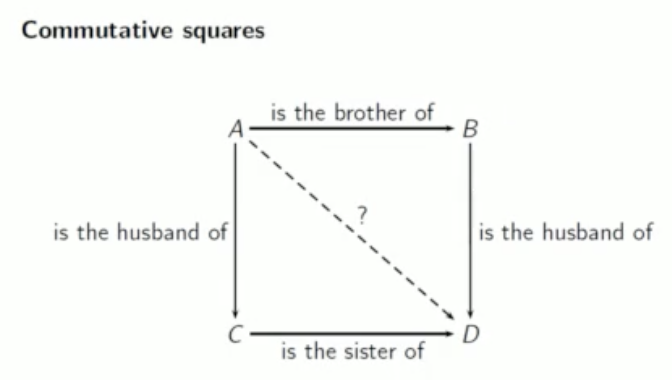 Commutative squares
is the brother of
A
B
?
is the husband of
is the husband of
C
D
is the sister of